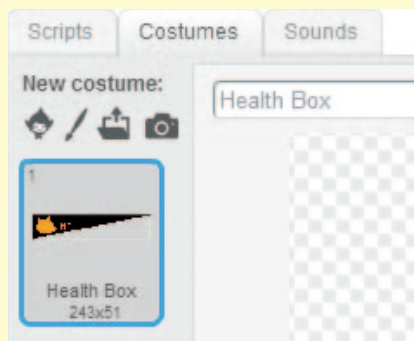 Scripts Costumes Sounds
New costume:
Health Box
1
Health Box
243x51